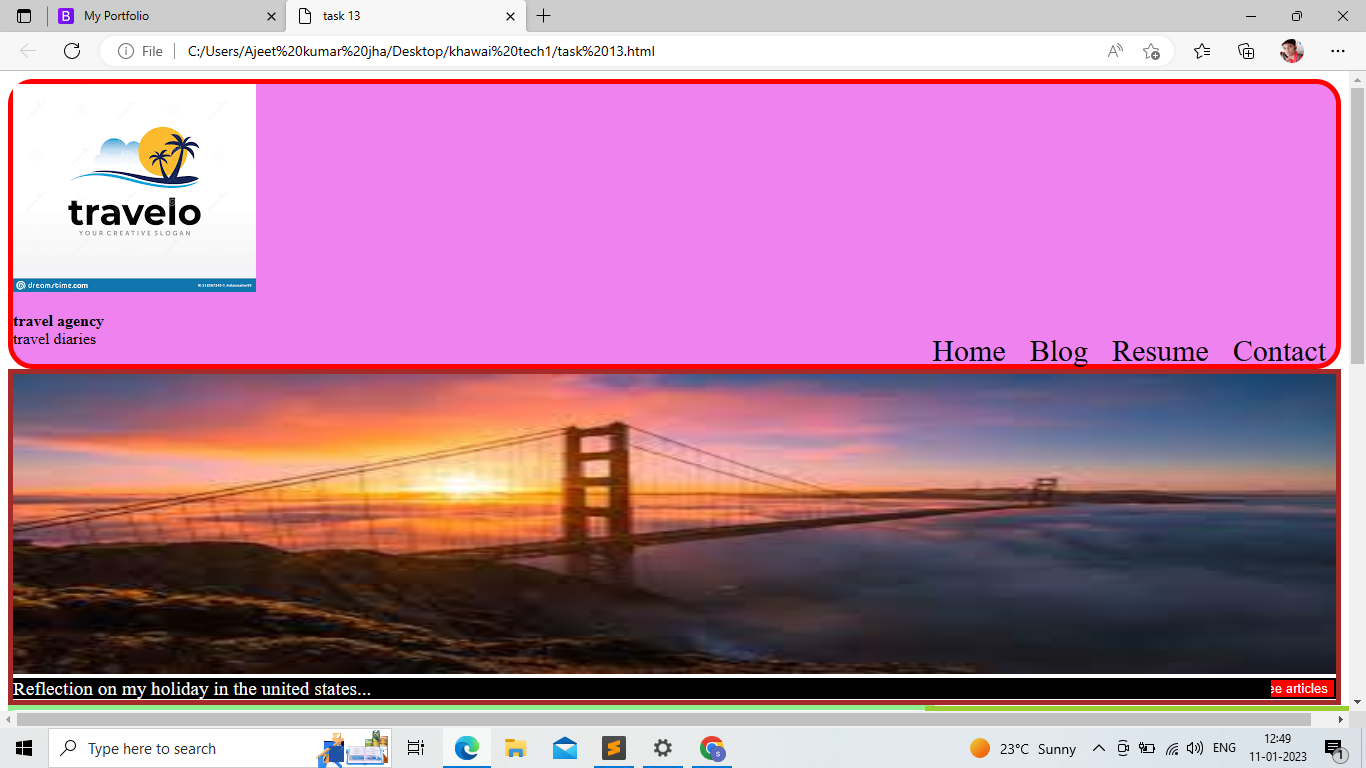 My Portfolio
task 13
File
C:/Users/Ajeet%20kumar%20jha/Desktop/khawai%20tech1/task%2013.html
travelo
YOUR CREATIVE SLOGAN
dreamstime.com
travel agency
travel diaries
Home Blog Resume Contact
Reflection on my holiday in the united states...
ee articles
Type here to search
23°C Sunny
ENG
12:49
11-01-2023
1